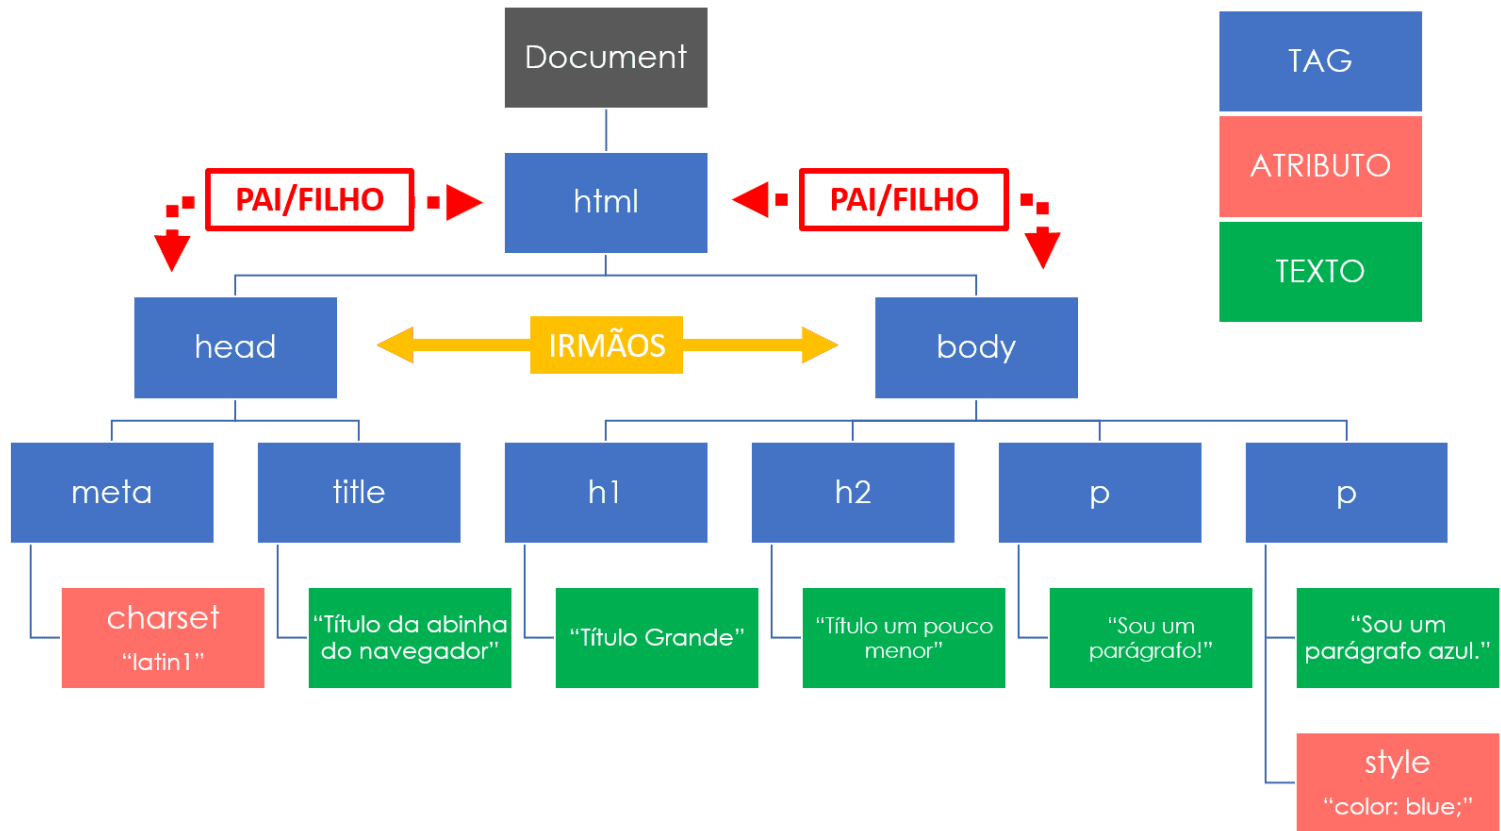 Document
TAG
html
PAI/FILHO
PAI/FILHO
ATRIBUTO
TEXTO
head
IRMÃOS
body
meta
title
h1
h2
p
p
charset
“latin1”
“Título da abinha
do navegador”
“Título Grande”
“Título um pouco
menor”
“Sou um
parágrafo!”
“Sou um
parágrafo azul.”
style
“color: blue;”